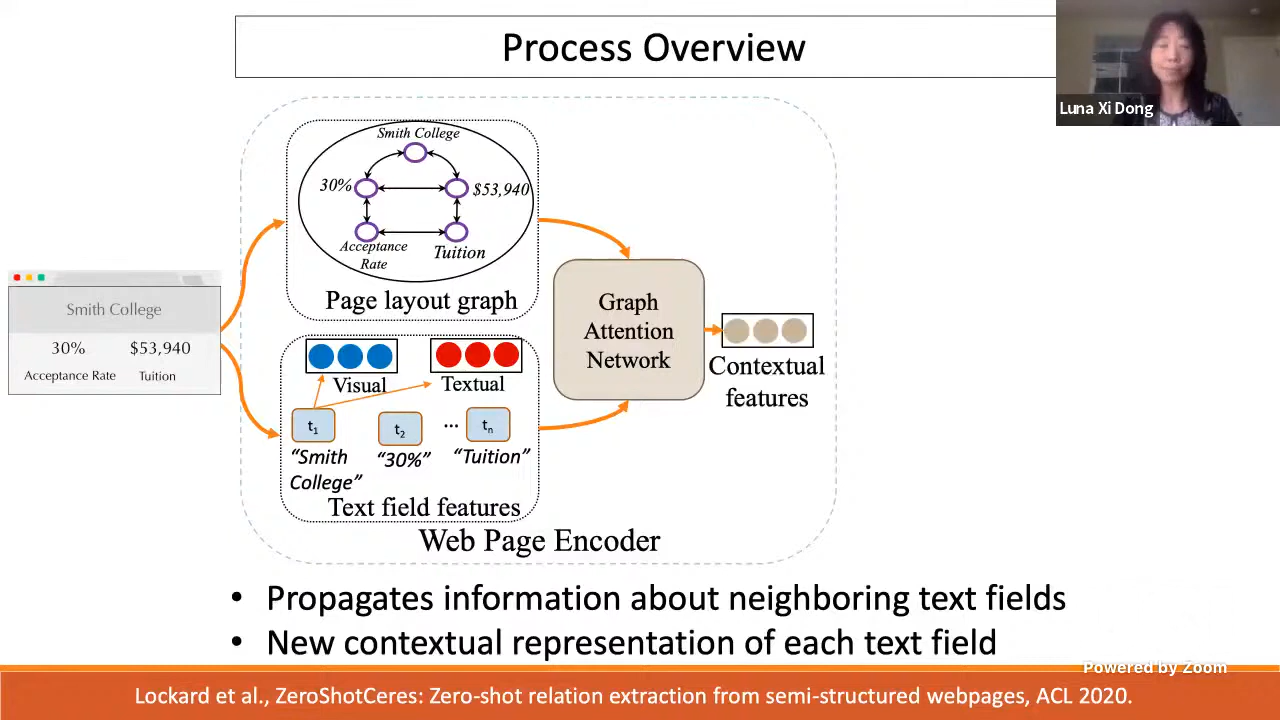 Process Overview
Luna Xi Dong
Smith College
30%
$53,940
Acceptance
Rate
Tuition
Page layout graph
Smith College
30%
$53,940
Acceptance Rate
Tuition
Visual
Textual
t1
t2
...
tn
“Smith
College”
“30%”
“Tuition”
Text field features
Graph
Attention
Network
Contextual
features
Web Page Encoder
• Propagates information about neighboring text fields
• New contextual representation of each text field
Powered by Zoom
Lockard et al., ZeroShotCeres: Zero-shot relation extraction from semi-structured webpages, ACL 2020.